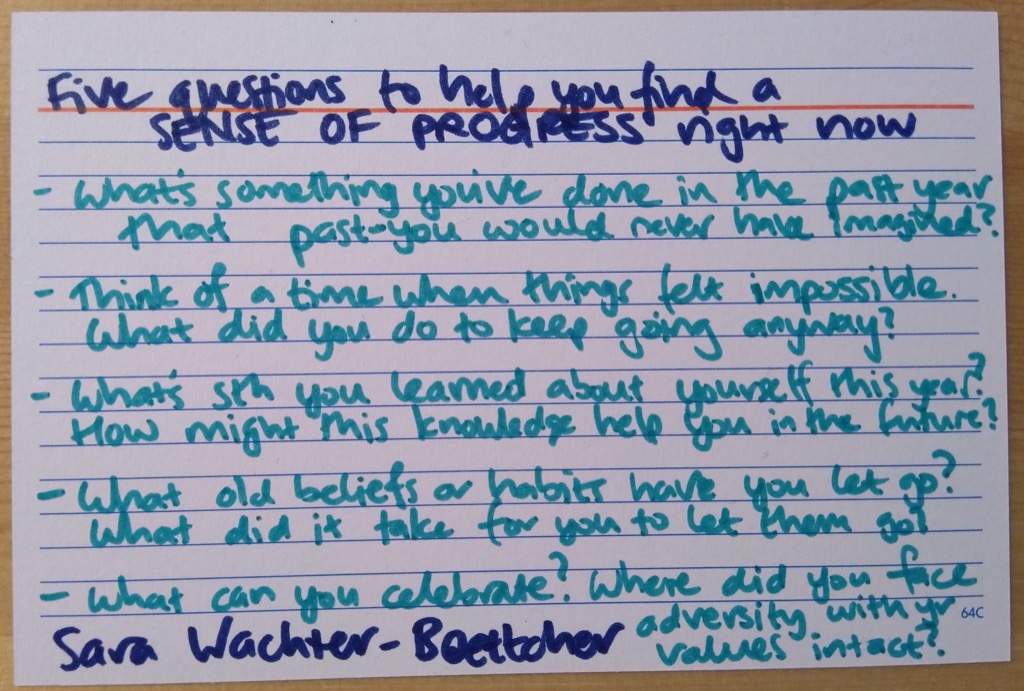 Five questions to help you find a
SENSE OF PROGRESS right now
- What's something you've done in the past year
that past-you would never have imagined?
- Think of a time when things felt impossible.
What did you do to keep going anyway?
- What's sth you learned about yourself this year?
How might this knowledge help you in the future?
- What old beliefs or habits have you let go?
What did it take for you to let them go?
- What can you celebrate? Where did you face
adversity with yr
values intact?
64C
Sara Wachter-Boettcher